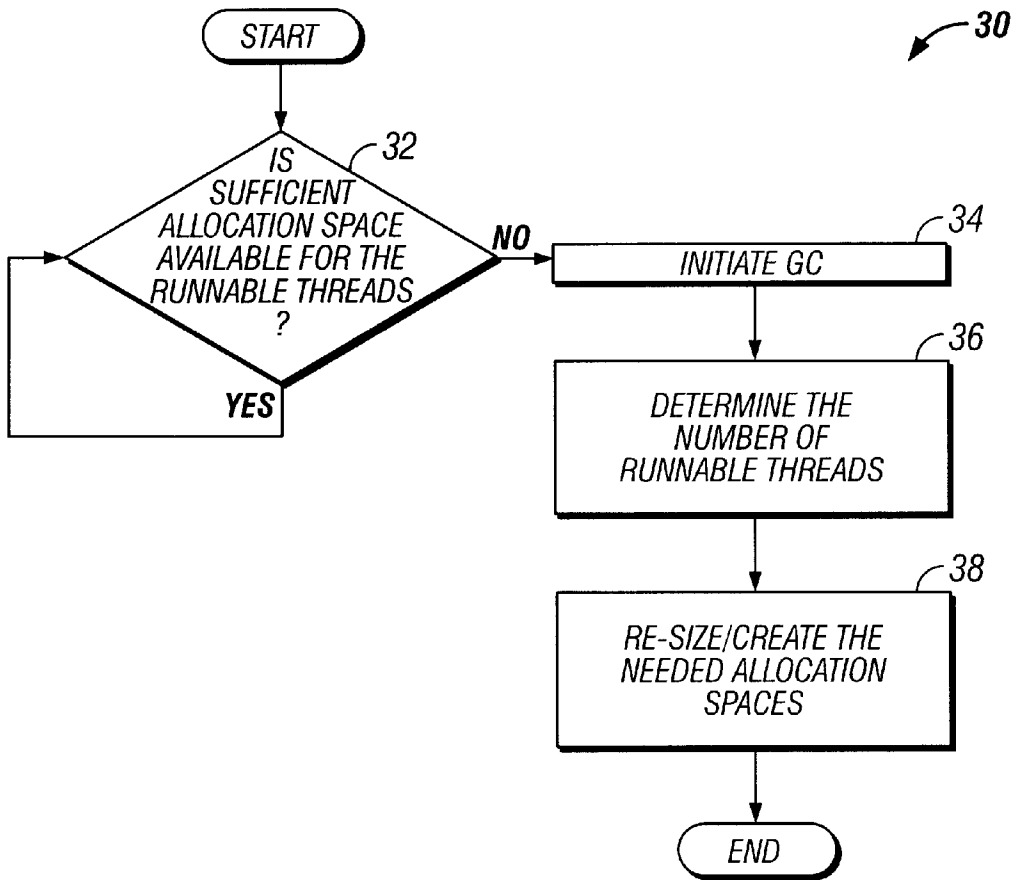 START
30
32
IS
SUFFICIENT
ALLOCATION SPACE
AVAILABLE FOR THE
RUNNABLE THREADS
?
NO
YES
34
INITIATE GC
36
DETERMINE THE
NUMBER OF
RUNNABLE THREADS
38
RE-SIZE/CREATE THE
NEEDED ALLOCATION
SPACES
END